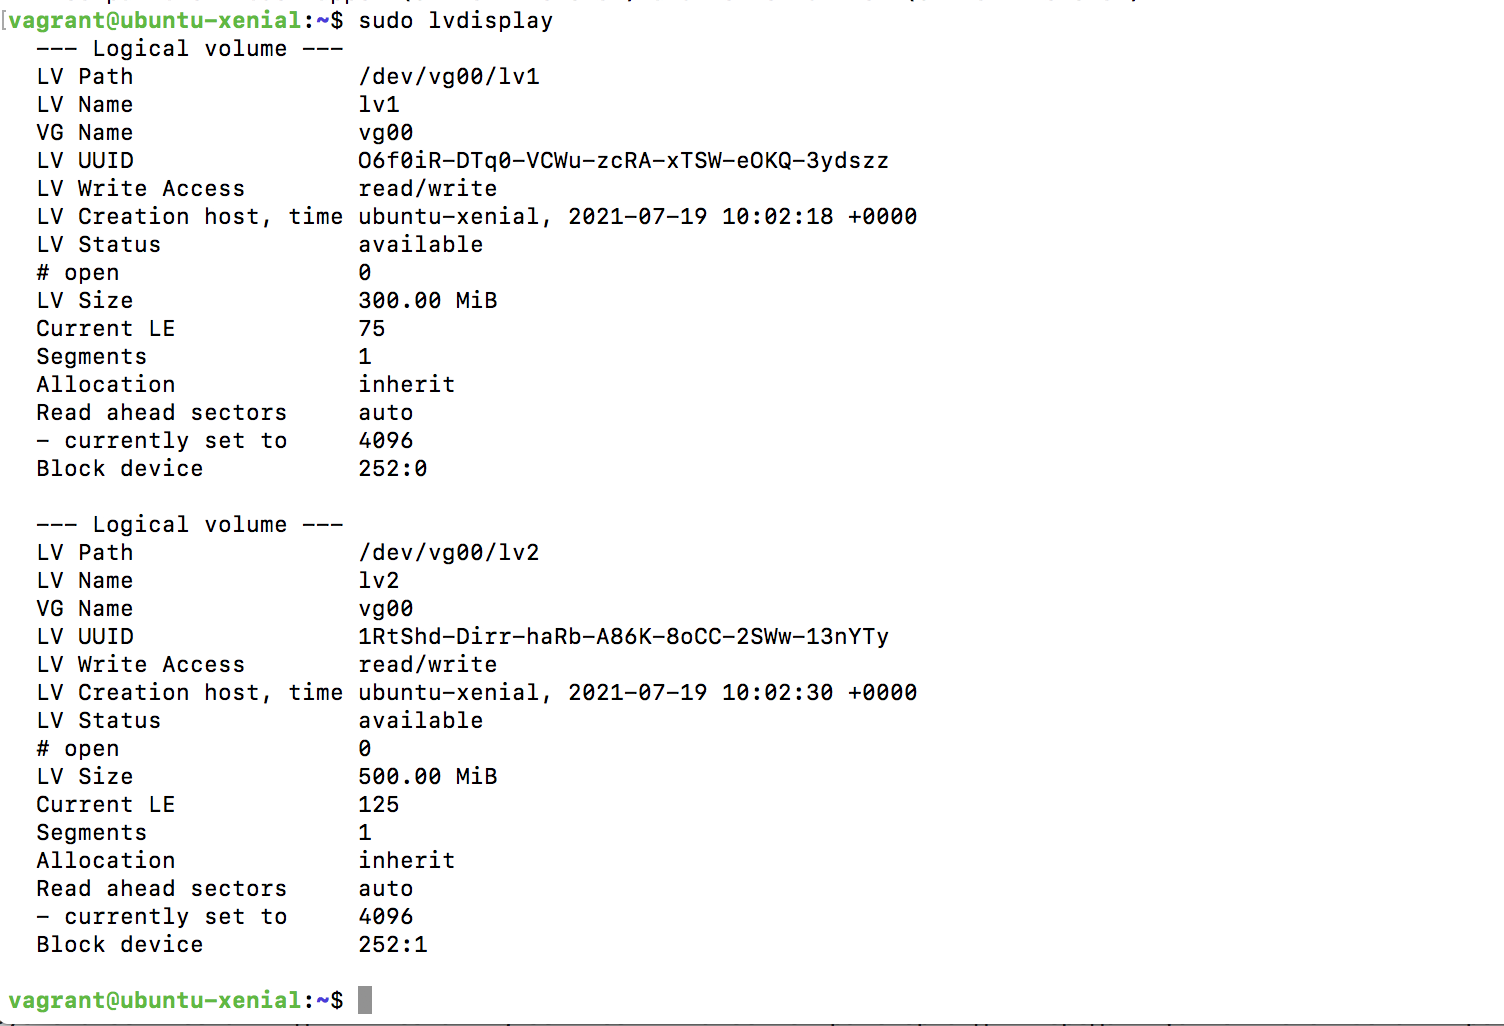 vagrant@ubuntu-xenial:~$ sudo lvdisplay
--- Logical volume ---
LV Path /dev/vg00/lv1
LV Name lv1
VG Name vg00
LV UUID O6f0iR-DTq0-VCWu-zcRA-xTSW-eOKQ-3ydszz
LV Write Access read/write
LV Creation host, time ubuntu-xenial, 2021-07-19 10:02:18 +0000
LV Status available
# open 0
LV Size 300.00 MiB
Current LE 75
Segments 1
Allocation inherit
Read ahead sectors auto
- currently set to 4096
Block device 252:0
--- Logical volume ---
LV Path /dev/vg00/lv2
LV Name lv2
VG Name vg00
LV UUID 1RtShd-Dirr-haRb-A86K-8oCC-2SWw-13nYTy
LV Write Access read/write
LV Creation host, time ubuntu-xenial, 2021-07-19 10:02:30 +0000
LV Status available
# open 0
LV Size 500.00 MiB
Current LE 125
Segments 1
Allocation inherit
Read ahead sectors auto
- currently set to 4096
Block device 252:1
vagrant@ubuntu-xenial:~$